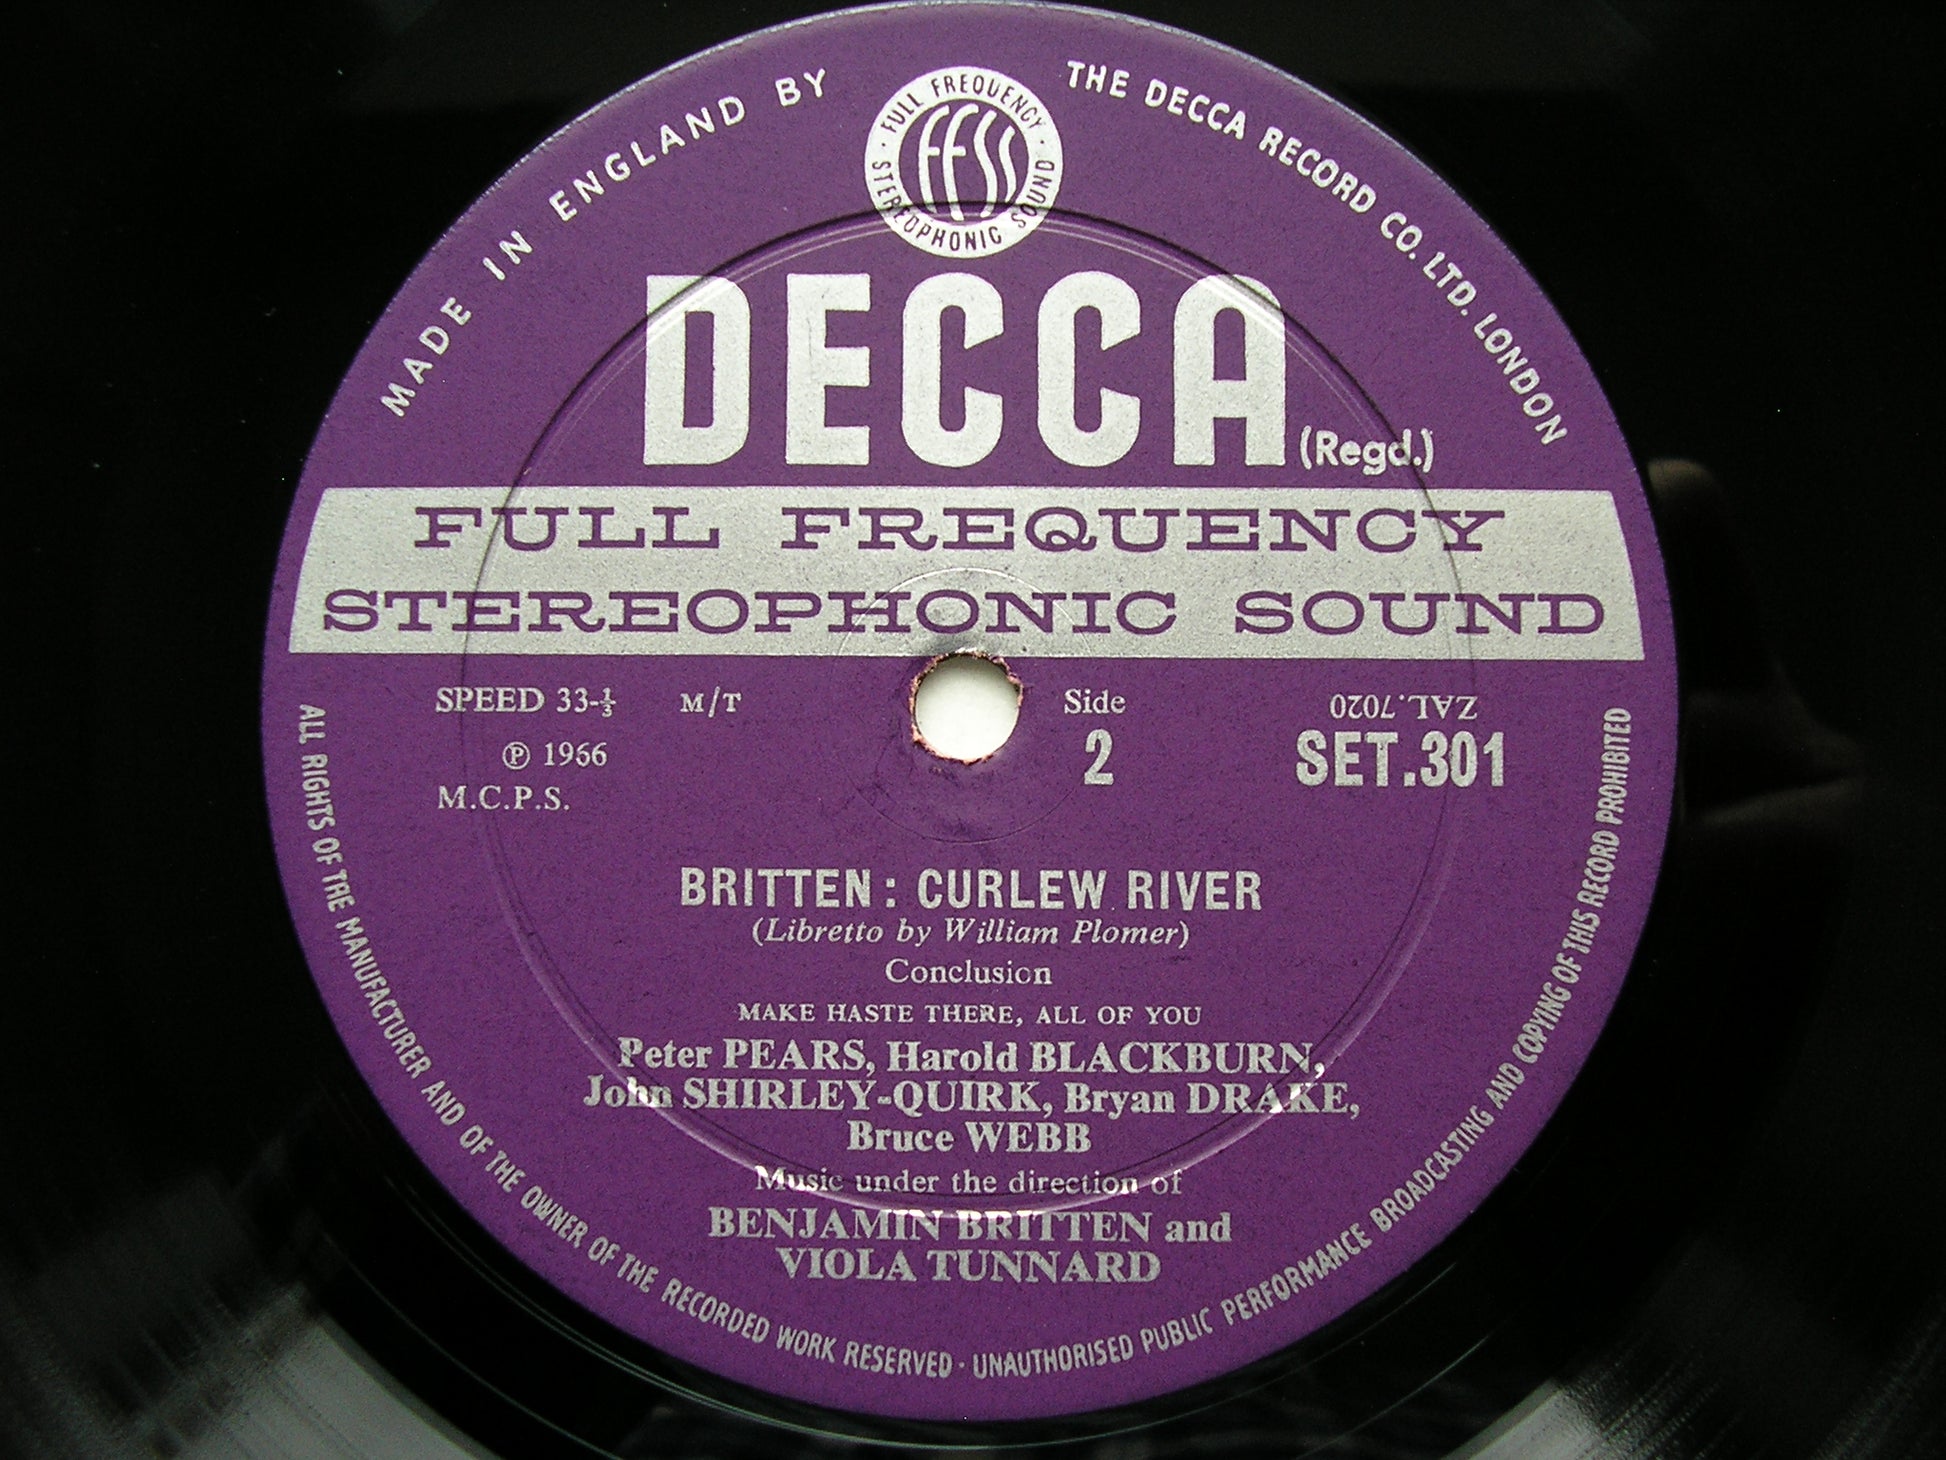 MADE IN ENGLAND BY
THE DECCA RECORD CO. LTD. LONDON
· FULL FREQUENCY ·
STEREOPHONIC SOUND
FFSS
DECCA (Regd.)
FULL FREQUENCY
STEREOPHONIC SOUND
SPEED 33-⅓ M/T
Ⓟ 1966
M.C.P.S.
Side
2
ZAL.7020
SET.301
BRITTEN: CURLEW RIVER
(Libretto by William Plomer)
Conclusion
MAKE HASTE THERE, ALL OF YOU
Peter PEARS, Harold BLACKBURN,
John SHIRLEY-QUIRK, Bryan DRAKE,
Bruce WEBB
Music under the direction of
BENJAMIN BRITTEN and
VIOLA TUNNARD
ALL RIGHTS OF THE MANUFACTURER AND OF THE OWNER OF THE RECORDED WORK RESERVED · UNAUTHORISED PUBLIC PERFORMANCE BROADCASTING AND COPYING OF THIS RECORD PROHIBITED